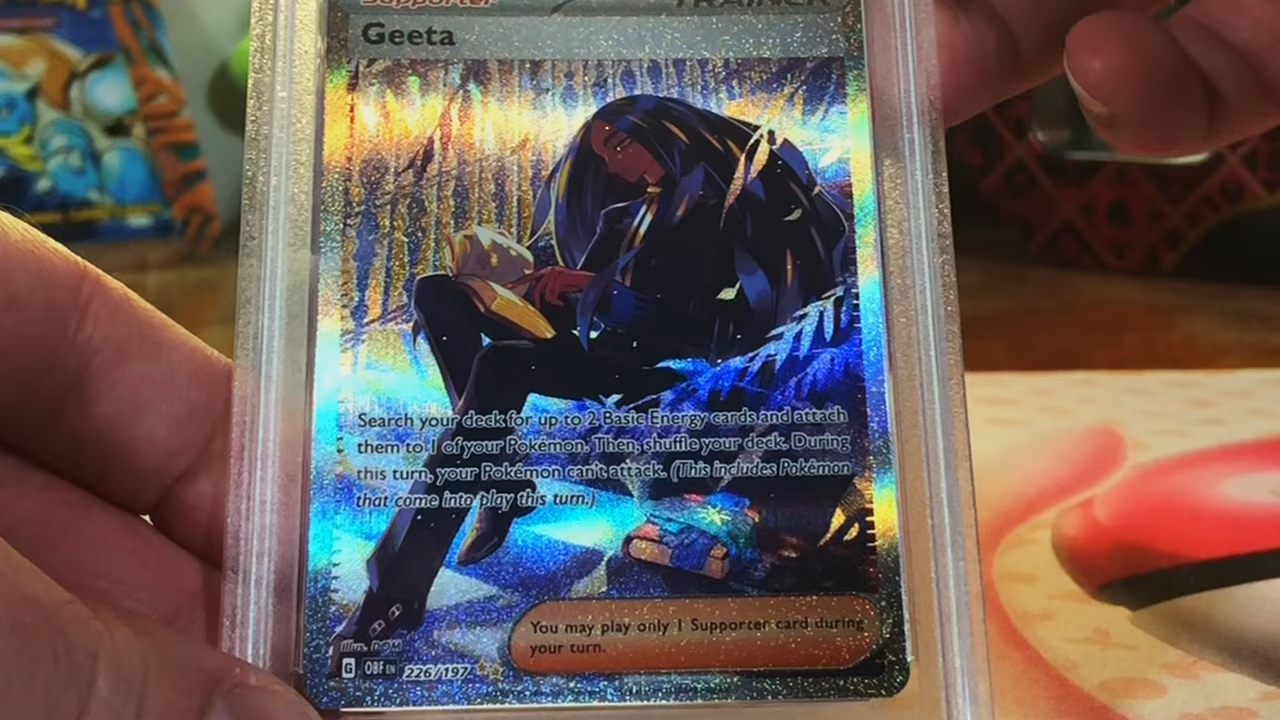 Supporter TRAINER
Geeta
Search your deck for up to 2 Basic Energy cards and attach
them to 1 of your Pokémon. Then, shuffle your deck. During
this turn, your Pokémon can't attack. (This includes Pokémon
that come into play this turn.)
You may play only 1 Supporter card during
your turn.
Illus. DOM
G OBF EN 226/197